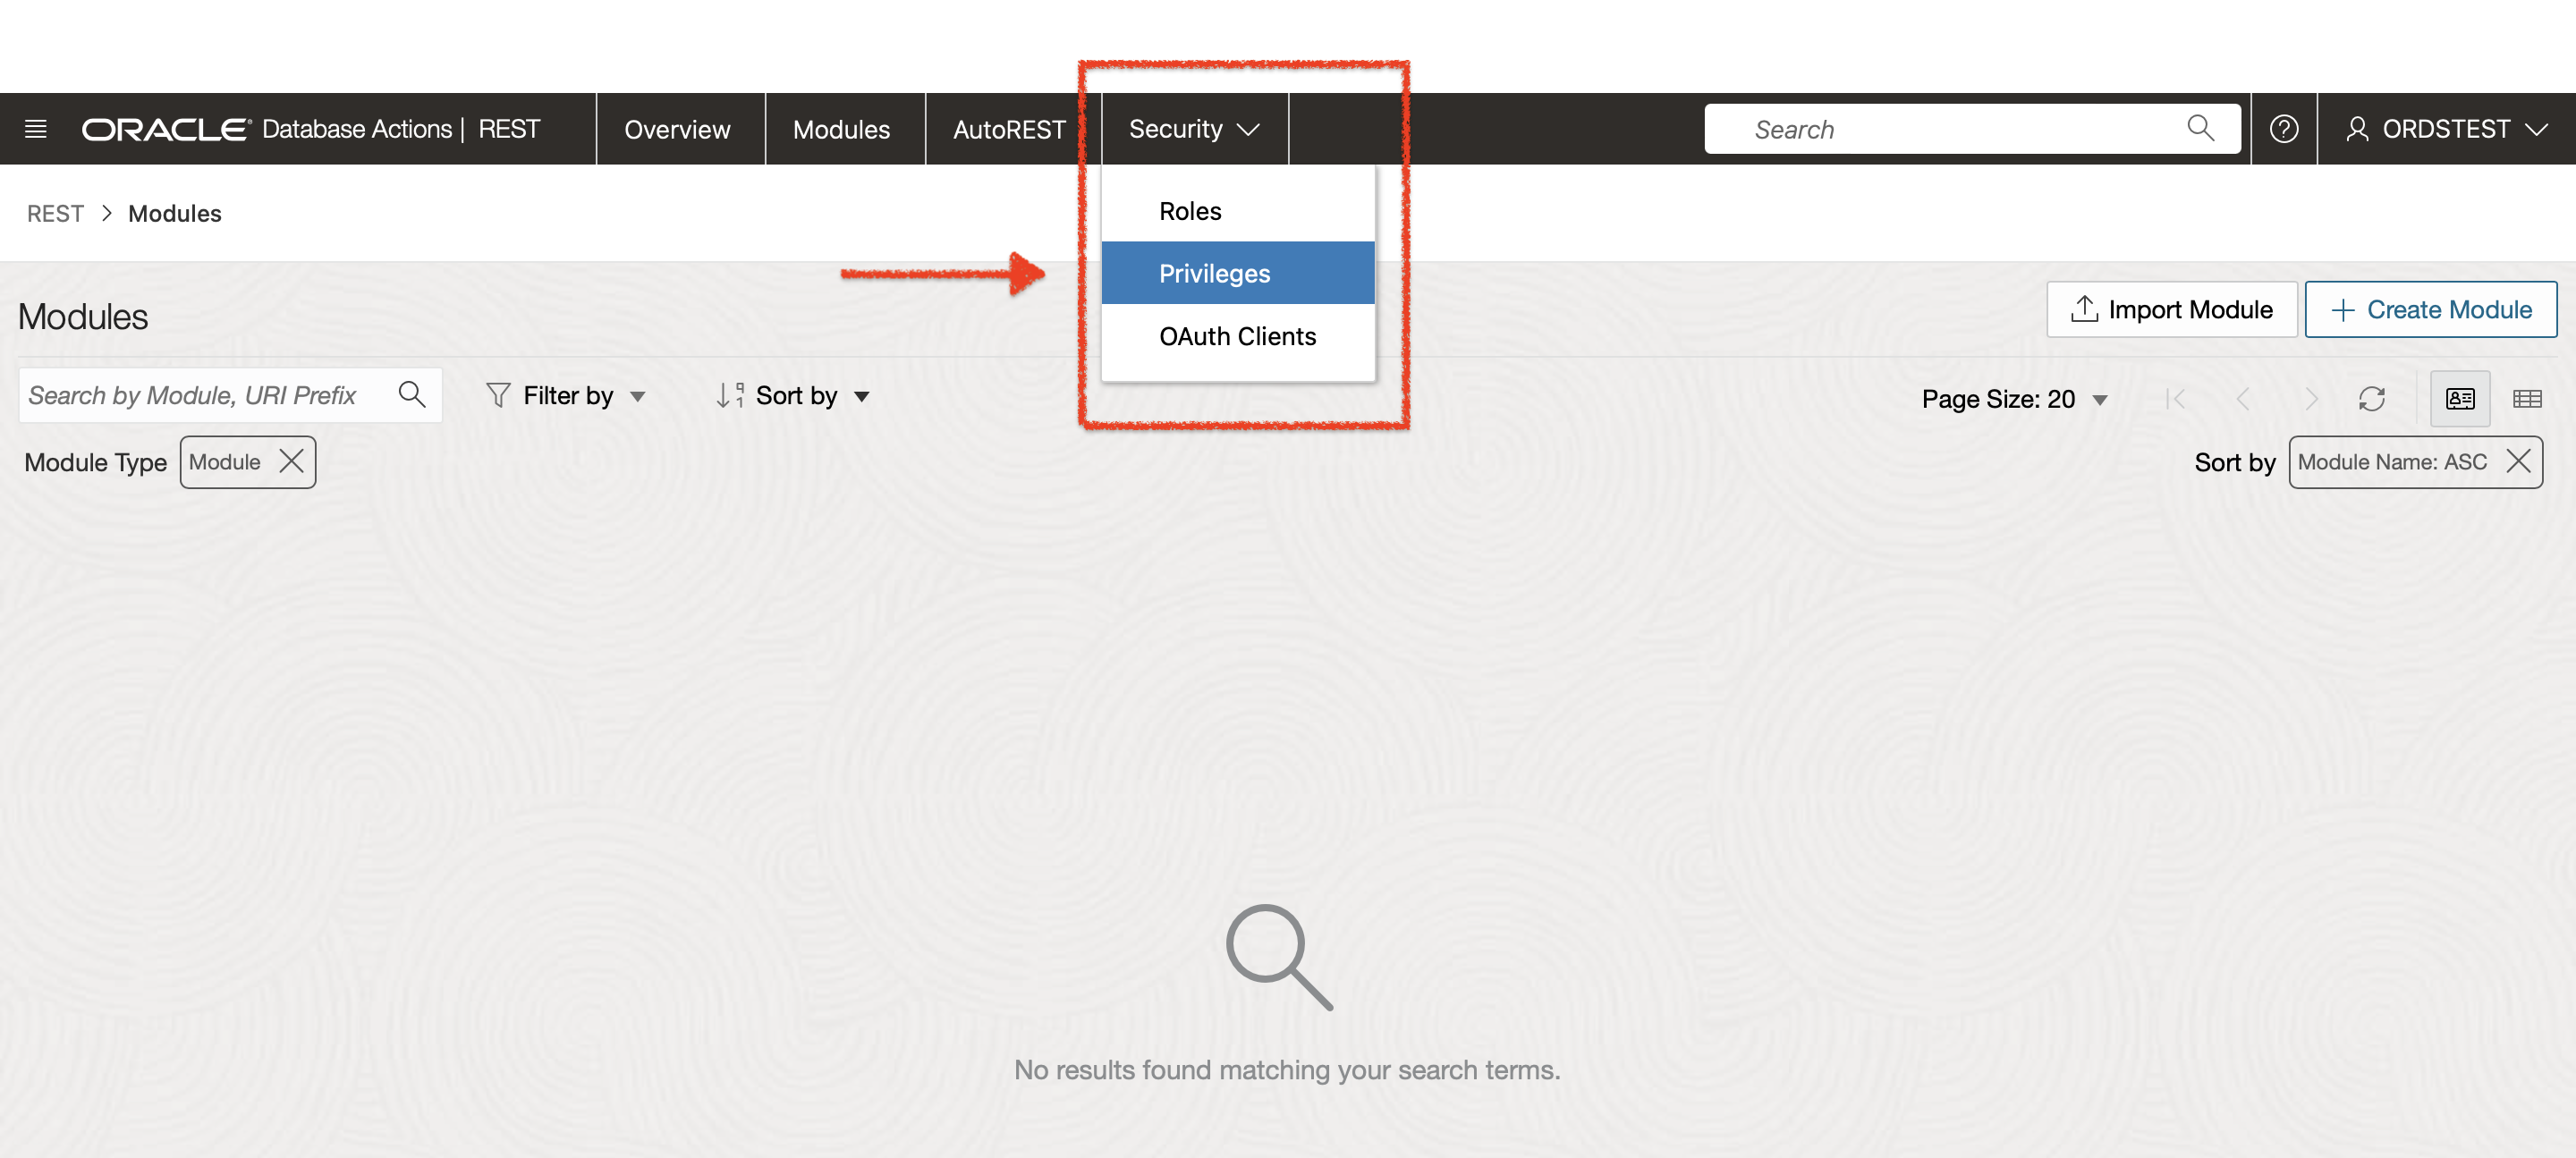 ORACLE® Database Actions | REST Overview Modules AutoREST Security Search ORDSTEST
Roles
REST > Modules
Privileges
OAuth Clients
Modules
Import Module
+ Create Module
Search by Module, URI Prefix
Filter by
Sort by
Page Size: 20
Module Type Module
Sort by Module Name: ASC
No results found matching your search terms.